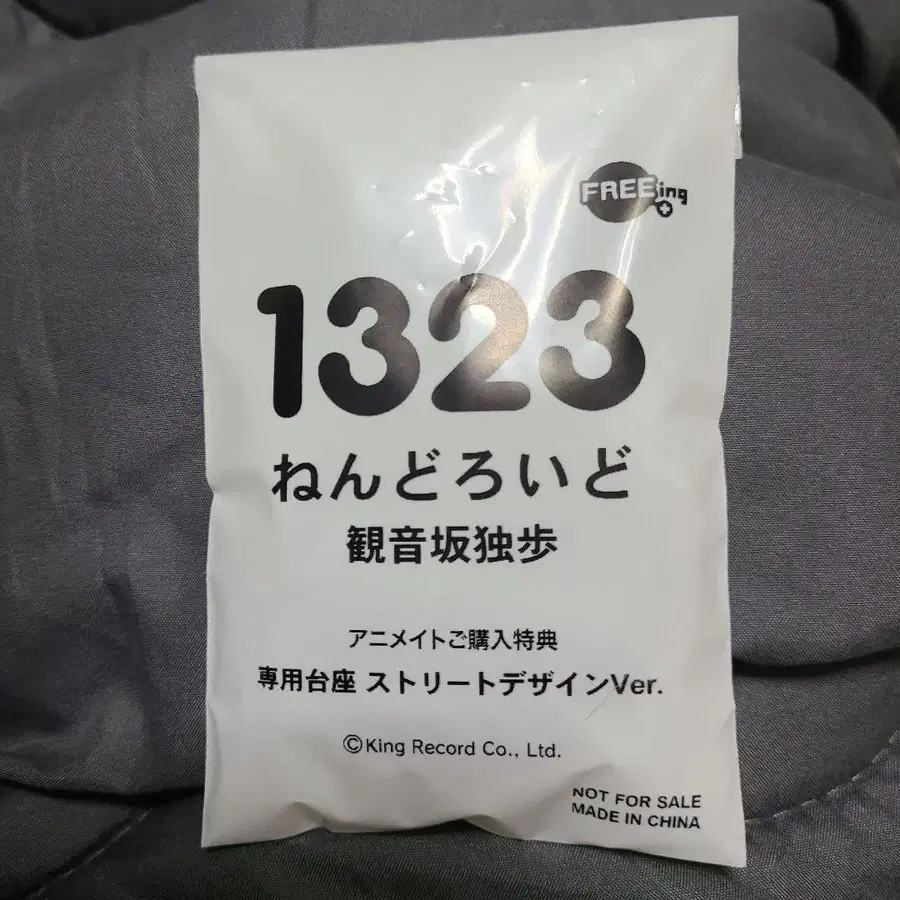 FREEing
1323
ねんどろいど
観音坂独歩
アニメイトご購入特典
専用台座 ストリートデザインVer.
©King Record Co., Ltd.
NOT FOR SALE
MADE IN CHINA